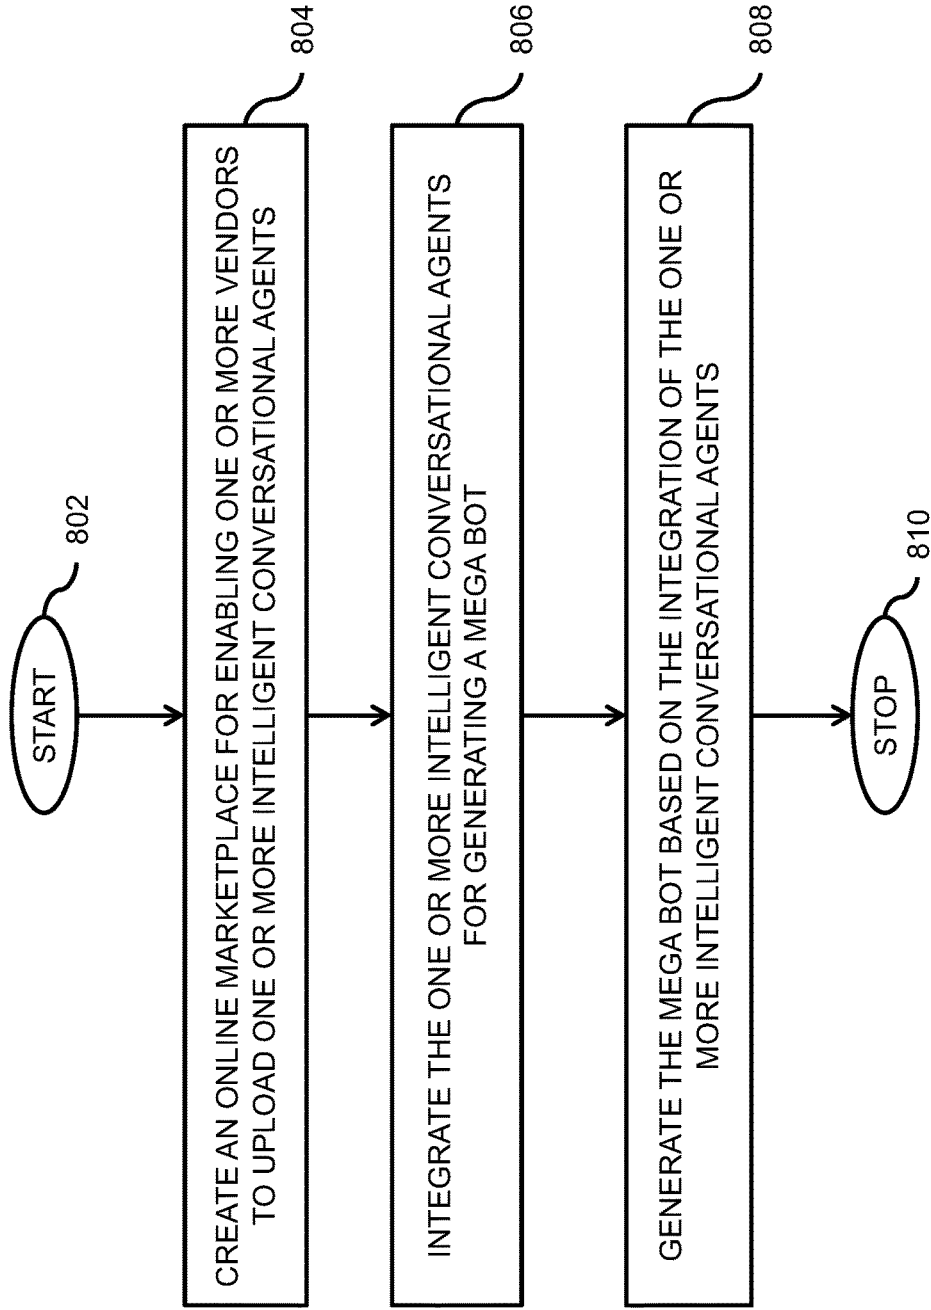 START
802
CREATE AN ONLINE MARKETPLACE FOR ENABLING ONE OR MORE VENDORS
TO UPLOAD ONE OR MORE INTELLIGENT CONVERSATIONAL AGENTS
804
INTEGRATE THE ONE OR MORE INTELLIGENT CONVERSATIONAL AGENTS
FOR GENERATING A MEGA BOT
806
GENERATE THE MEGA BOT BASED ON THE INTEGRATION OF THE ONE OR
MORE INTELLIGENT CONVERSATIONAL AGENTS
808
STOP
810